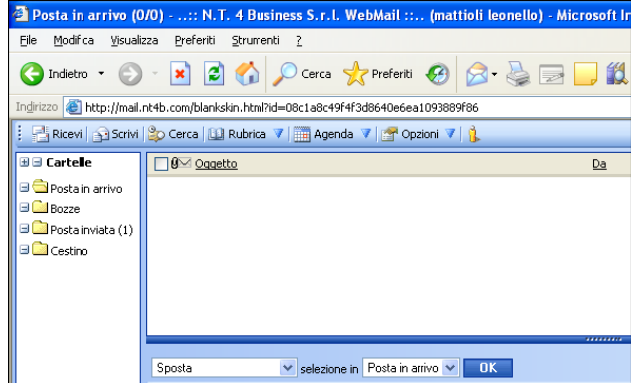 Posta in arrivo (0/0) - ..:: N.T. 4 Business S.r.l. WebMail ::... (mattioli leonello) - Microsoft In
File Modifca Visualizza Preferiti Strumenti ?
Indietro Cerca Preferiti
Indirizzo http://mail.nt4b.com/blankskin.html?id=08c1a8c49f4f3d8640e6ea1093889f86
Ricevi Scrivi Cerca Rubrica Agenda Opzioni
Cartelle Oggetto Da
Posta in arrivo
Bozze
Posta inviata (1)
Cestino
Sposta selezione in Posta in arrivo OK